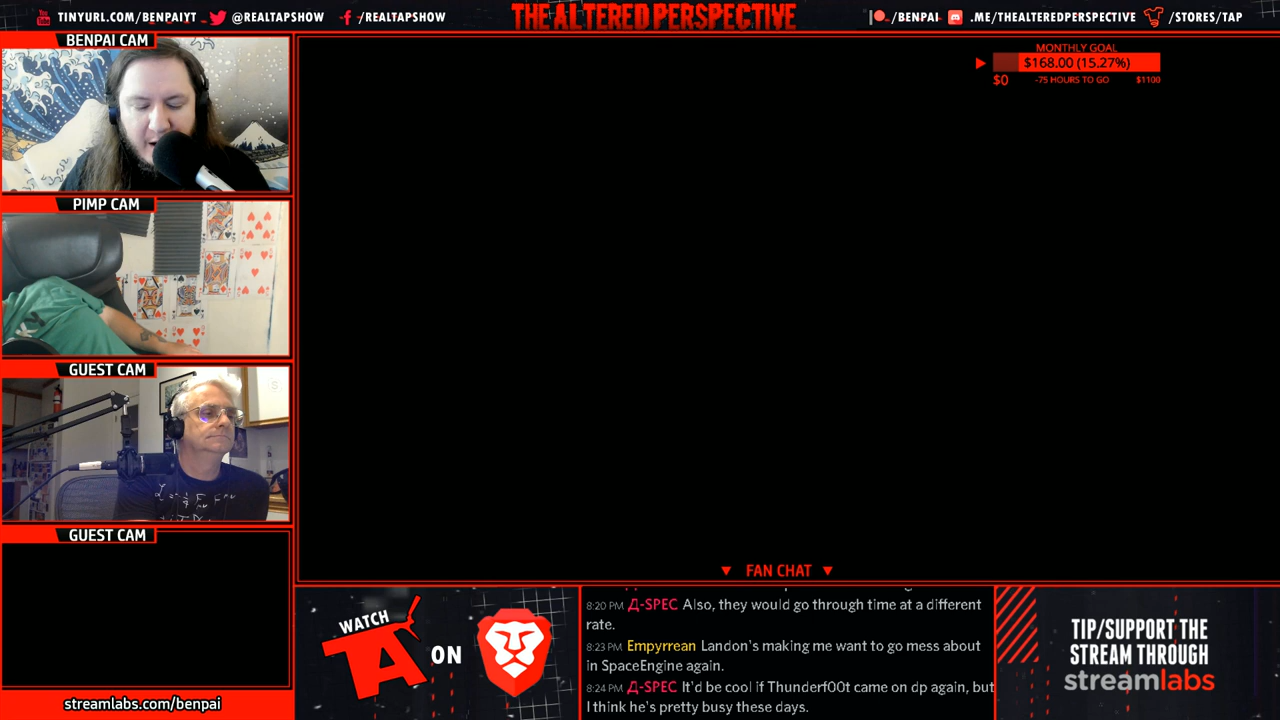 TINYURL.COM/BENPAIYT
@REALTAPSHOW
/REALTAPSHOW
THE ALTERED PERSPECTIVE
/BENPAI
.ME/THEALTEREDPERSPECTIVE
/STORES/TAP
BENPAI CAM
MONTHLY GOAL
$168.00 (15.27%)
$0
-75 HOURS TO GO
$1100
PIMP CAM
GUEST CAM
GUEST CAM
streamlabs.com/benpai
FAN CHAT
WATCH
TA
ON
8:20 PM Д-SPEC Also, they would go through time at a different
rate.
8:23 PM Empyrrean Landon's making me want to go mess about
in SpaceEngine again.
8:24 PM Д-SPEC It'd be cool if Thunderf00t came on dp again, but
I think he's pretty busy these days.
TIP/SUPPORT THE
STREAM THROUGH
streamlabs